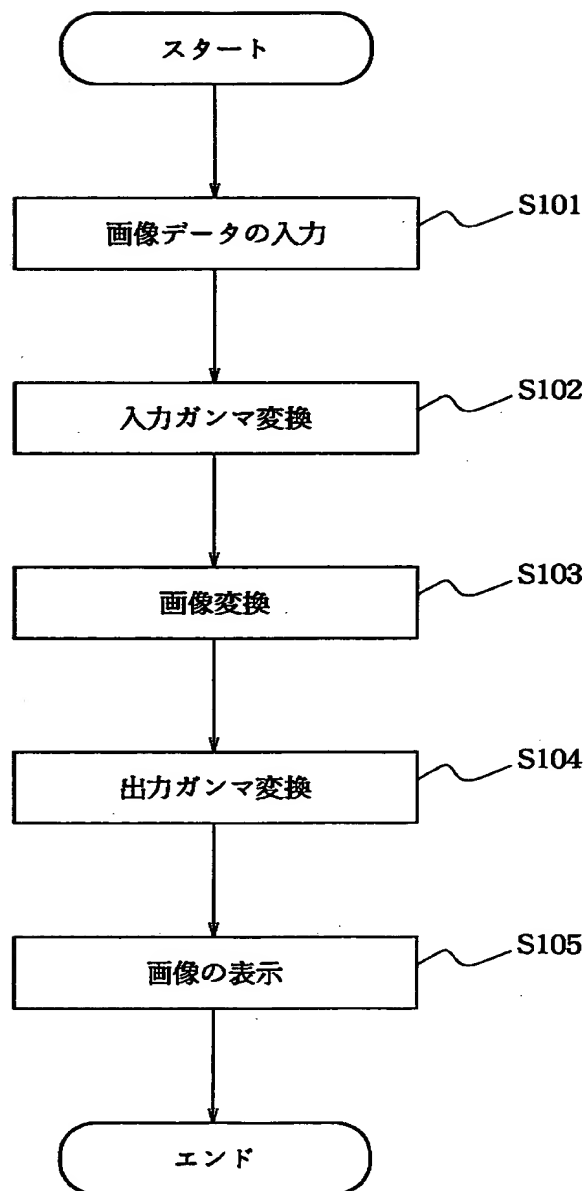 スタート
画像データの入力
S101
入力ガンマ変換
S102
画像変換
S103
出力ガンマ変換
S104
画像の表示
S105
エンド